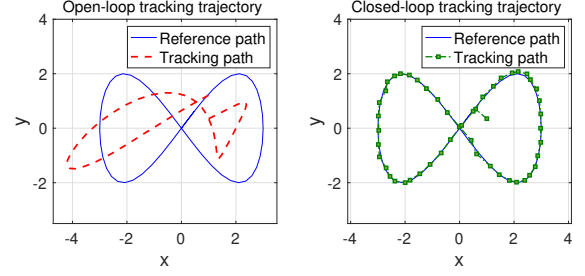 Open-loop tracking trajectory
4
2
0
-2
y
-4
-2
0
2
x
Reference path
Tracking path
Closed-loop tracking trajectory
4
2
0
-2
y
-4
-2
0
2
4
x
Reference path
Tracking path